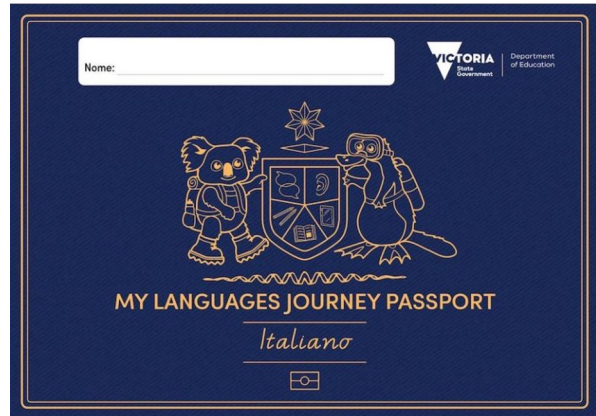 Nome:
VICTORIA
State
Government
Department
of Education
MY LANGUAGES JOURNEY PASSPORT
Italiano